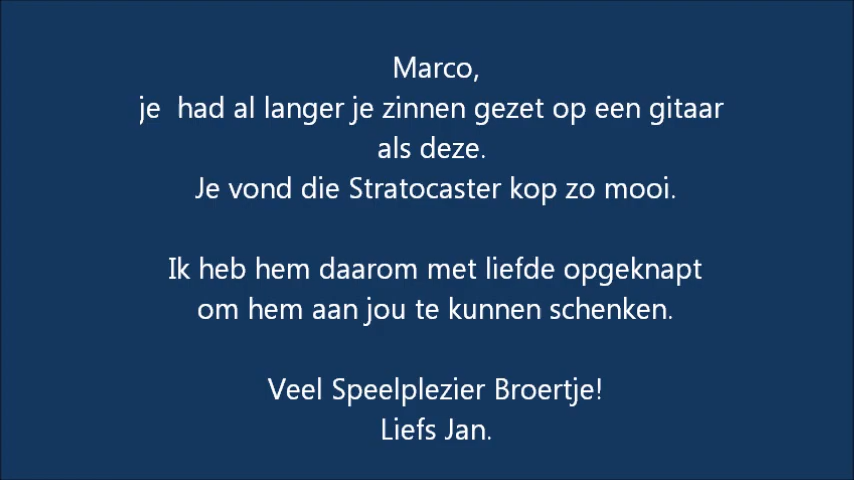 Marco,
je had al langer je zinnen gezet op een gitaar
als deze.
Je vond die Stratocaster kop zo mooi.
Ik heb hem daarom met liefde opgeknapt
om hem aan jou te kunnen schenken.
Veel Speelplezier Broertje!
Liefs Jan.